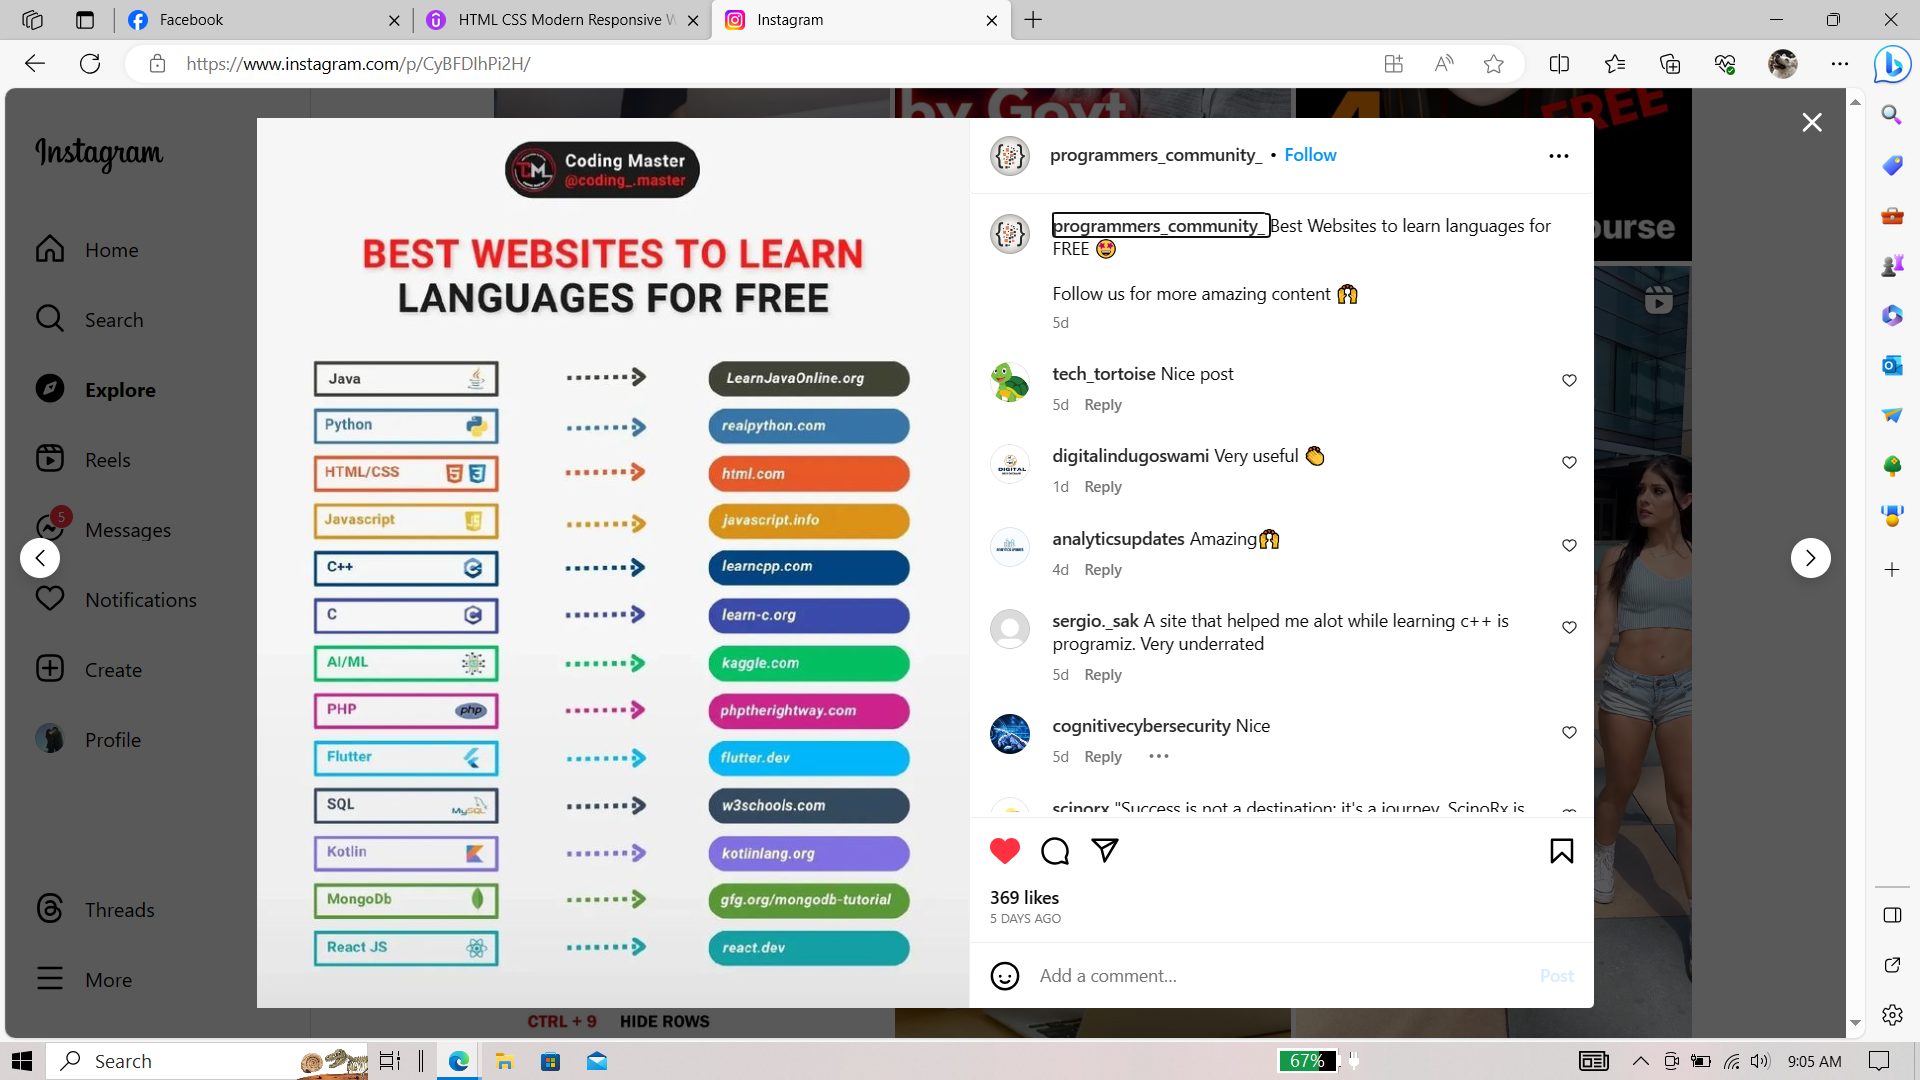 Facebook
HTML CSS Modern Responsive W
Instagram
https://www.instagram.com/p/CyBFDIhPi2H/
by Govt
4
FREE
ourse
Instagram
Home
Search
Explore
Reels
5
Messages
Notifications
Create
Profile
Threads
More
Coding Master
@coding_.master
BEST WEBSITES TO LEARN
LANGUAGES FOR FREE
Java LearnJavaOnline.org
Python realpython.com
HTML/CSS html.com
Javascript JS javascript.info
C++ learncpp.com
C learn-c.org
AI/ML kaggle.com
PHP php phptherightway.com
Flutter flutter.dev
SQL MySQL w3schools.com
Kotlin kotlinlang.org
MongoDb gfg.org/mongodb-tutorial
React JS react.dev
CTRL + 9 HIDE ROWS
programmers_community_ • Follow
programmers_community_ Best Websites to learn languages for
FREE 🤩
Follow us for more amazing content 🙌
5d
tech_tortoise Nice post
5d Reply
digitalindugoswami Very useful 👏
1d Reply
analyticsupdates Amazing🙌
4d Reply
sergio._sak A site that helped me alot while learning c++ is
programiz. Very underrated
5d Reply
cognitivecybersecurity Nice
5d Reply
scinorx "Success is not a destination; it's a journey. ScinoRx is
369 likes
5 DAYS AGO
Add a comment...
Post
Search
67%
9:05 AM